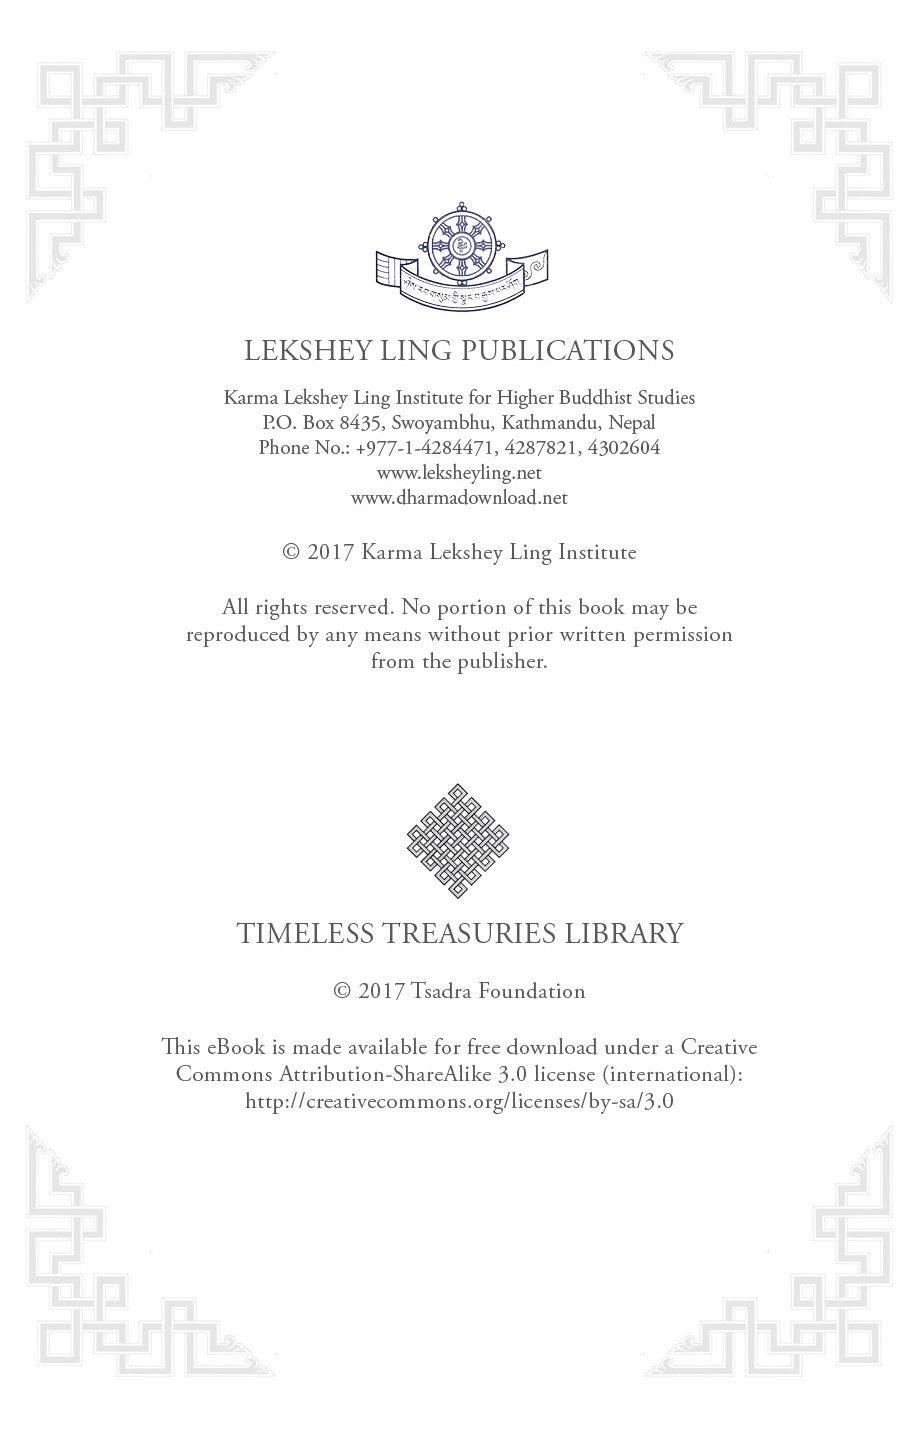 LEKSHEY LING PUBLICATIONS
Karma Lekshey Ling Institute for Higher Buddhist Studies
P.O. Box 8435, Swoyambhu, Kathmandu, Nepal
Phone No.: +977-1-4284471, 4287821, 4302604
www.leksheyling.net
www.dharmadownload.net
© 2017 Karma Lekshey Ling Institute
All rights reserved. No portion of this book may be
reproduced by any means without prior written permission
from the publisher.
TIMELESS TREASURIES LIBRARY
© 2017 Tsadra Foundation
This eBook is made available for free download under a Creative
Commons Attribution-ShareAlike 3.0 license (international):
http://creativecommons.org/licenses/by-sa/3.0